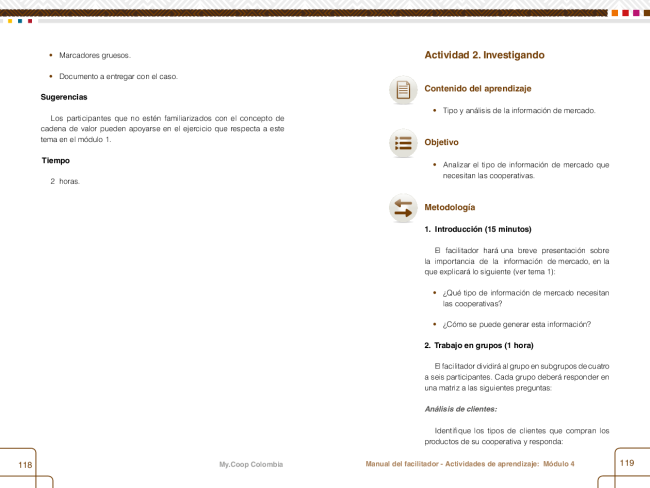 • Marcadores gruesos.
• Documento a entregar con el caso.
Sugerencias
Los participantes que no estén familiarizados con el concepto de
cadena de valor pueden apoyarse en el ejercicio que respecta a este
tema en el módulo 1.
Tiempo
2 horas.
118
My.Coop Colombia
Actividad 2. Investigando
Contenido del aprendizaje
• Tipo y análisis de la información de mercado.
Objetivo
• Analizar el tipo de información de mercado que
necesitan las cooperativas.
Metodología
1. Introducción (15 minutos)
El facilitador hará una breve presentación sobre
la importancia de la información de mercado, en la
que explicará lo siguiente (ver tema 1):
• ¿Qué tipo de información de mercado necesitan
las cooperativas?
• ¿Cómo se puede generar esta información?
2. Trabajo en grupos (1 hora)
El facilitador dividirá al grupo en subgrupos de cuatro
a seis participantes. Cada grupo deberá responder en
una matriz a las siguientes preguntas:
Análisis de clientes:
Identifique los tipos de clientes que compran los
productos de su cooperativa y responda:
Manual del facilitador - Actividades de aprendizaje: Módulo 4
119